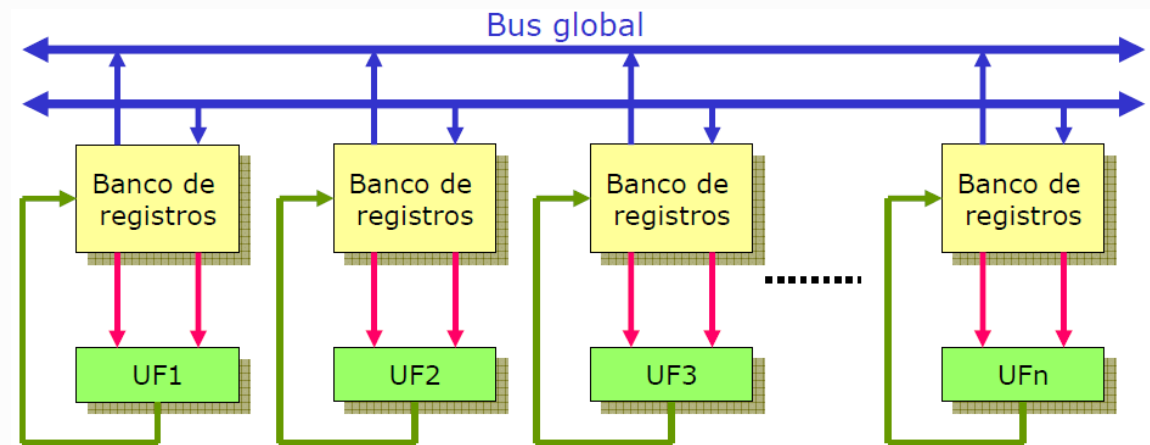 Bus global
Banco de
registros
Banco de
registros
Banco de
registros
Banco de
registros
UF1
UF2
UF3
UFn